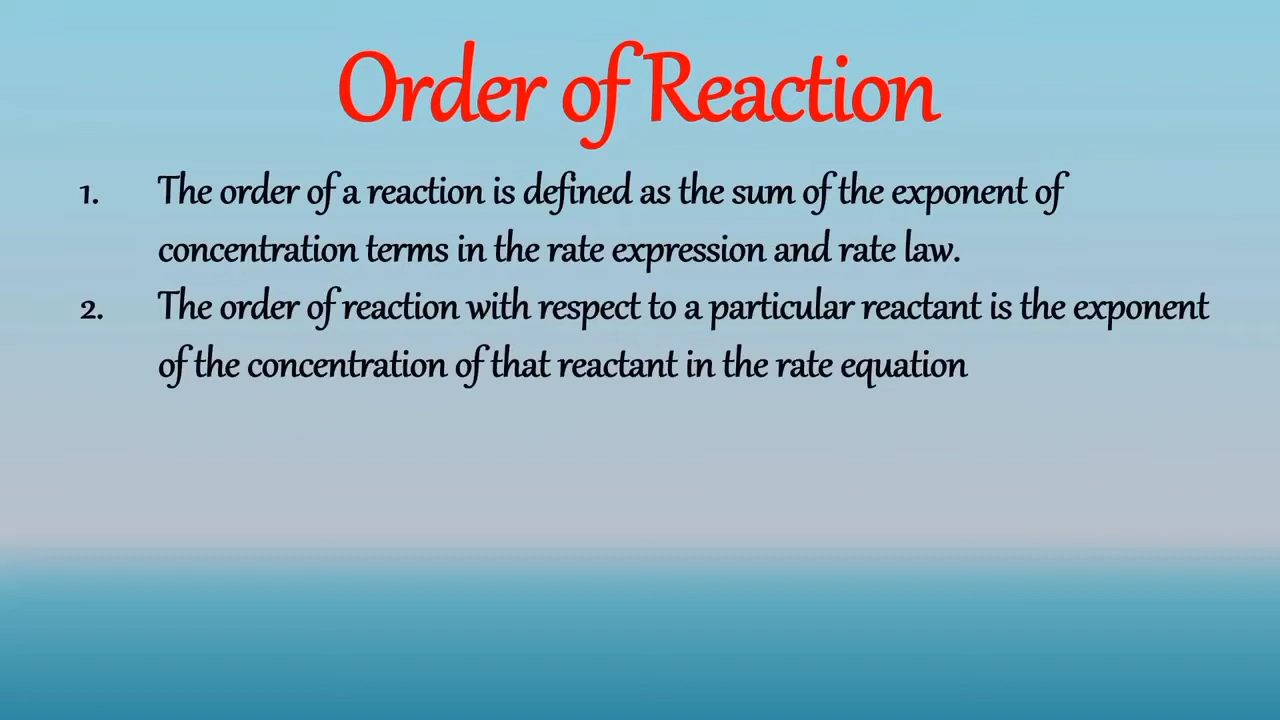 Order of Reaction
1. The order of a reaction is defined as the sum of the exponent of
concentration terms in the rate expression and rate law.
2. The order of reaction with respect to a particular reactant is the exponent
of the concentration of that reactant in the rate equation